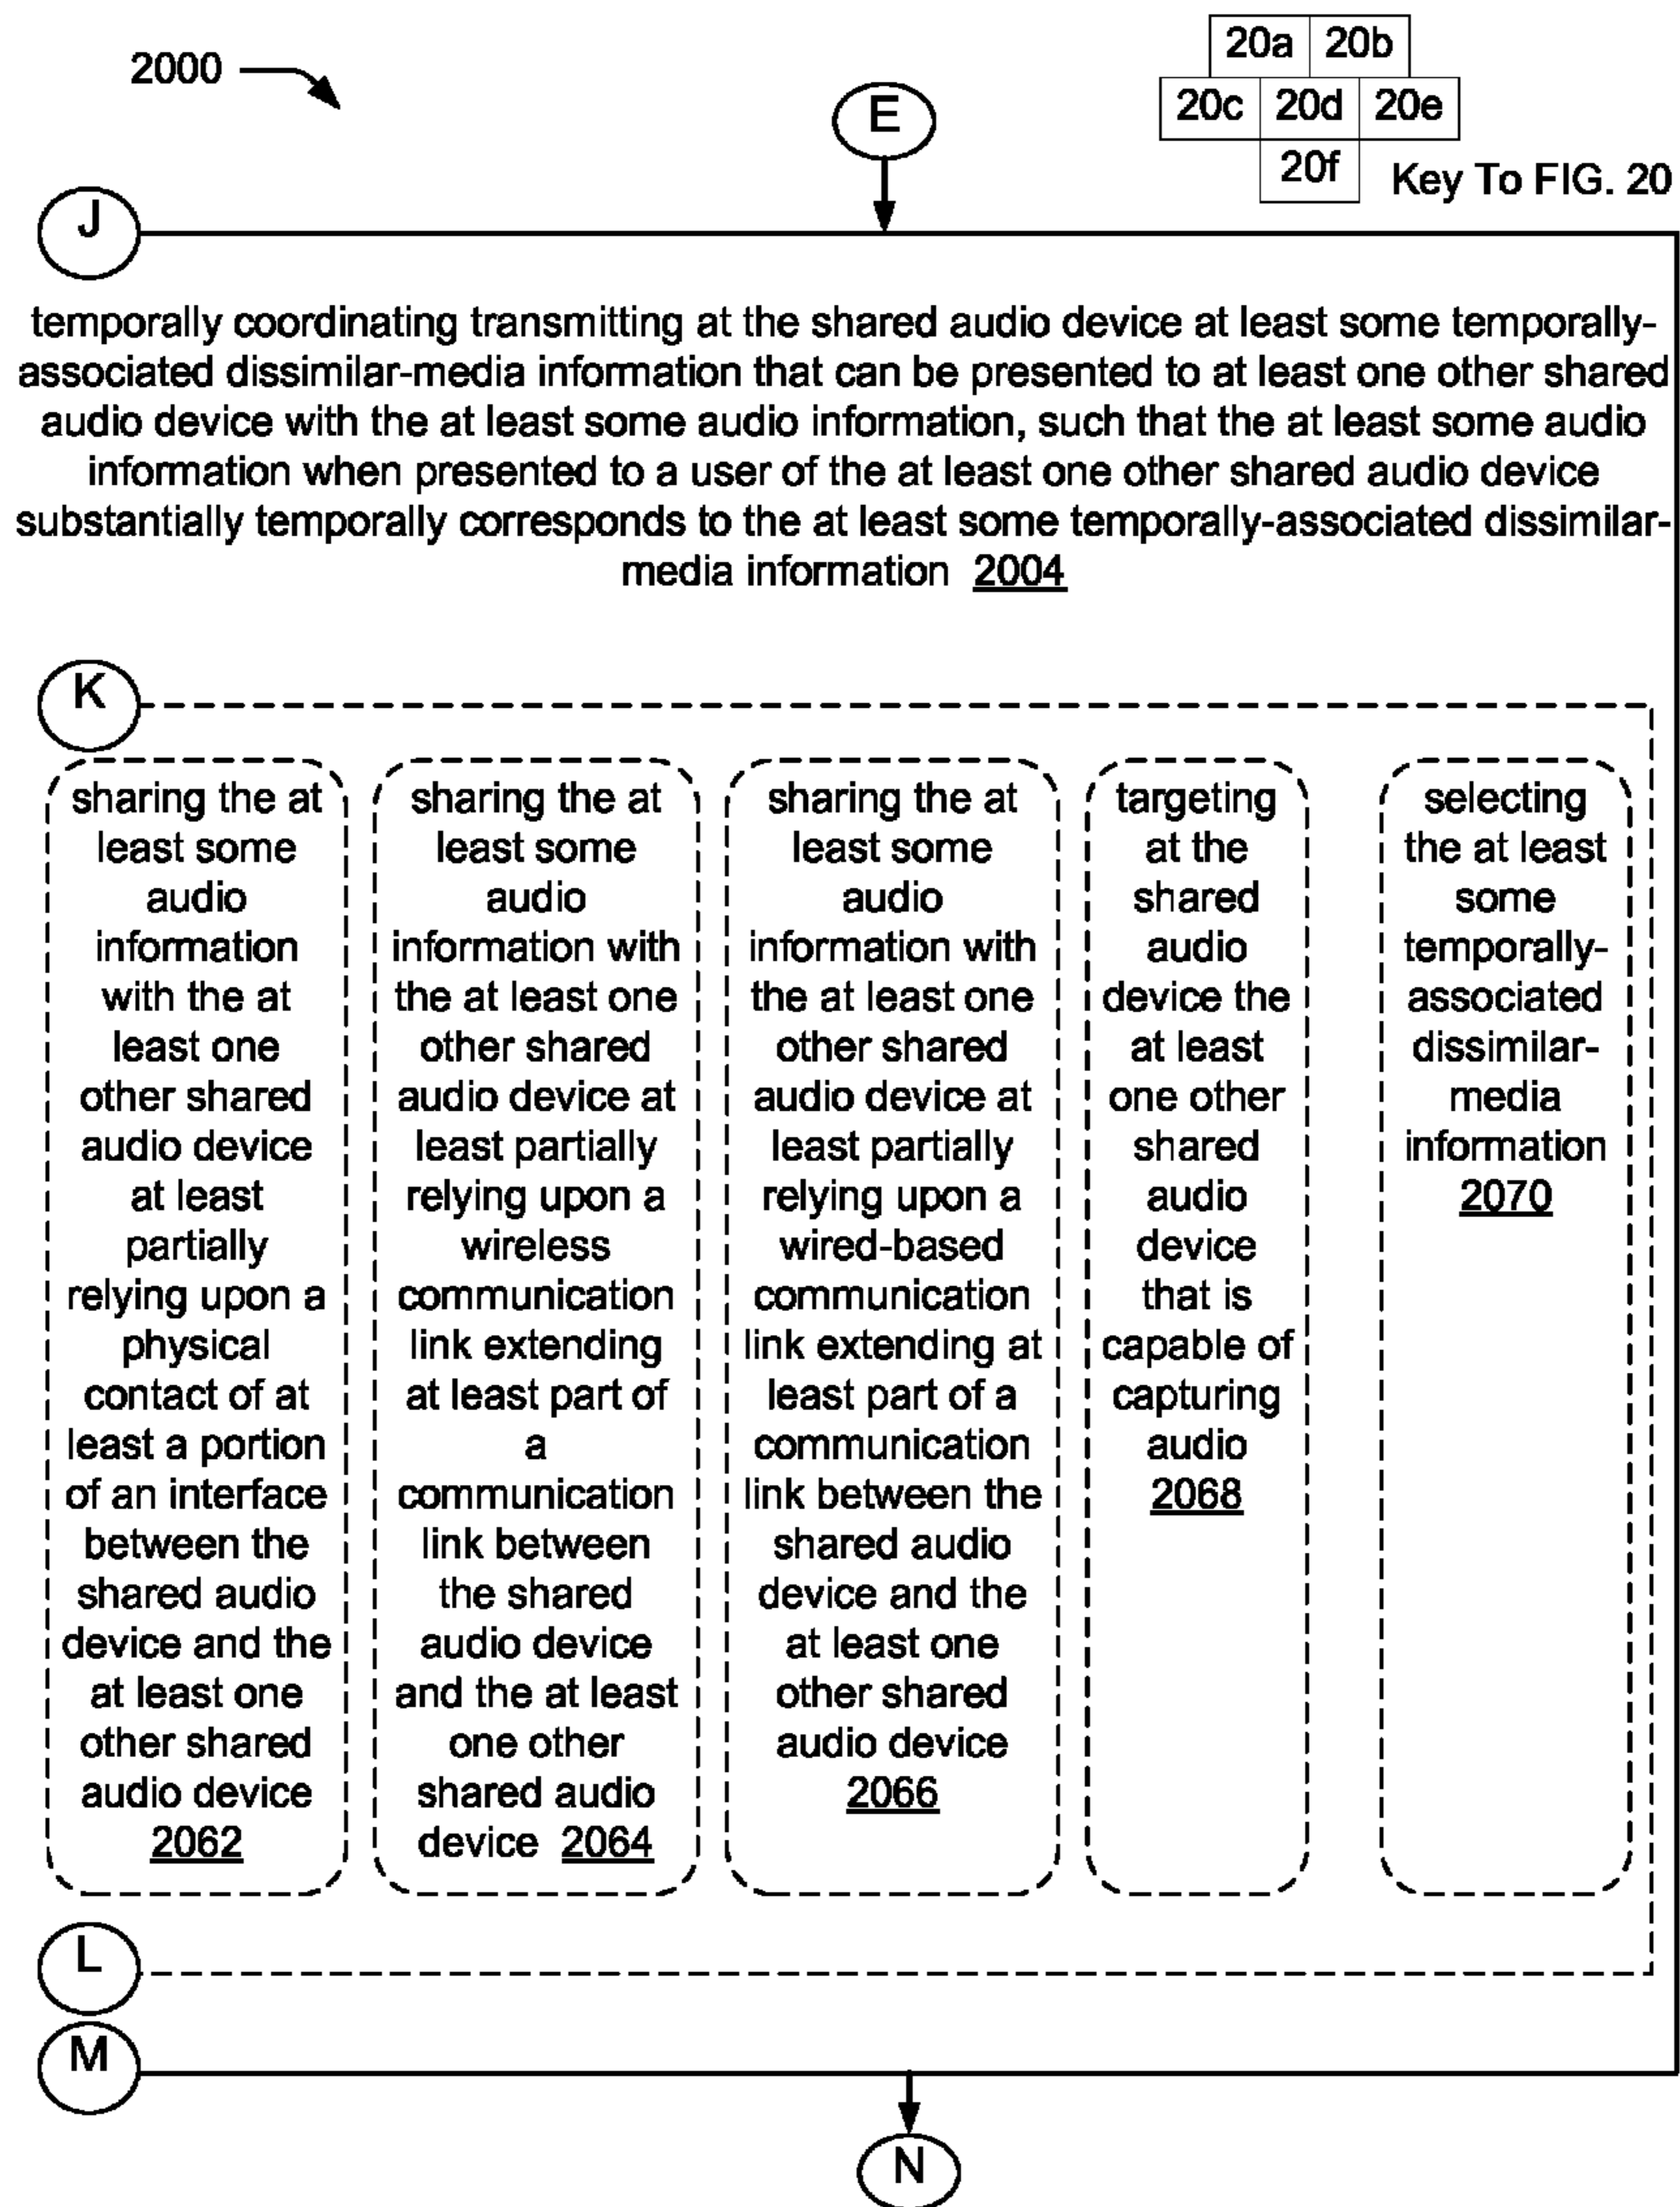 2000
20a 20b
20c 20d 20e
20f
Key To FIG. 20
E
J
temporally coordinating transmitting at the shared audio device at least some temporally-
associated dissimilar-media information that can be presented to at least one other shared
audio device with the at least some audio information, such that the at least some audio
information when presented to a user of the at least one other shared audio device
substantially temporally corresponds to the at least some temporally-associated dissimilar-
media information 2004
K
sharing the at
least some
audio
information
with the at
least one
other shared
audio device
at least
partially
relying upon a
physical
contact of at
least a portion
of an interface
between the
shared audio
device and the
at least one
other shared
audio device
2062
sharing the at
least some
audio
information with
the at least one
other shared
audio device at
least partially
relying upon a
wireless
communication
link extending
at least part of
a
communication
link between
the shared
audio device
and the at least
one other
shared audio
device 2064
sharing the at
least some
audio
information with
the at least one
other shared
audio device at
least partially
relying upon a
wired-based
communication
link extending at
least part of a
communication
link between the
shared audio
device and the
at least one
other shared
audio device
2066
targeting
at the
shared
audio
device the
at least
one other
shared
audio
device
that is
capable of
capturing
audio
2068
selecting
the at least
some
temporally-
associated
dissimilar-
media
information
2070
L
M
N